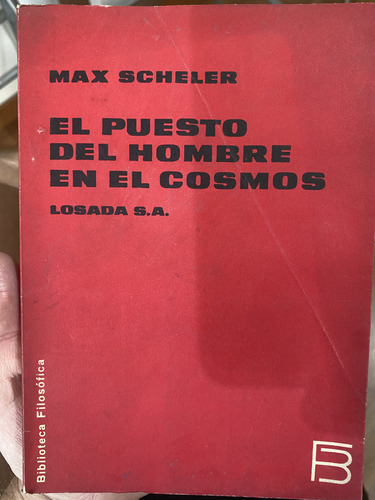 MAX SCHELER
EL PUESTO
DEL HOMBRE
EN EL COSMOS
LOSADA S.A.
Biblioteca Filosófica